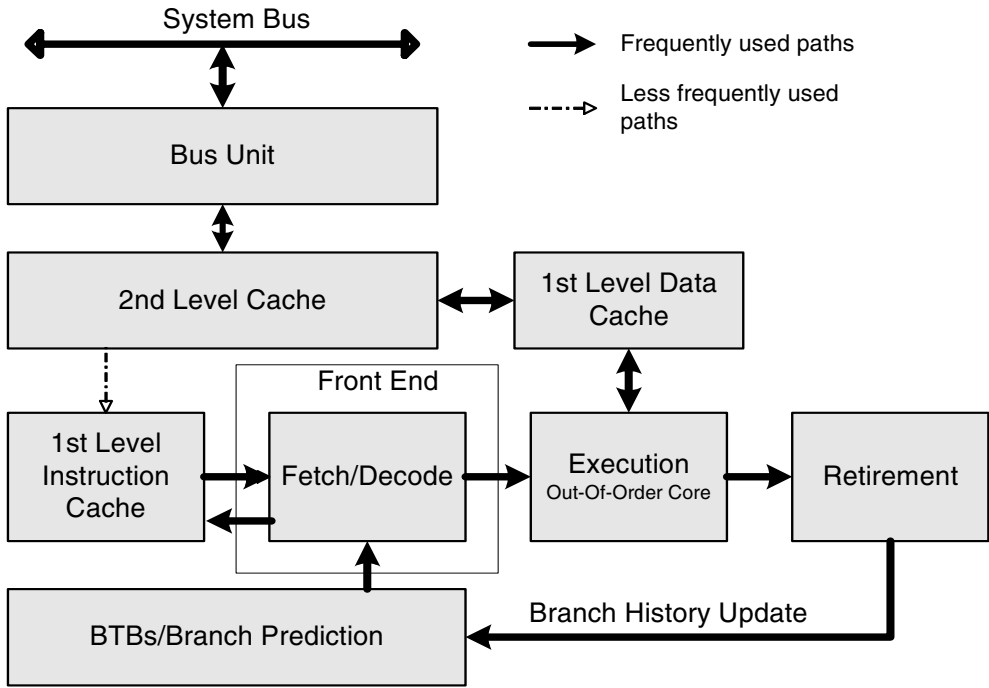 System Bus
Frequently used paths
Less frequently used
paths
Bus Unit
2nd Level Cache
1st Level Data
Cache
Front End
1st Level
Instruction
Cache
Fetch/Decode
Execution
Out-Of-Order Core
Retirement
BTBs/Branch Prediction
Branch History Update